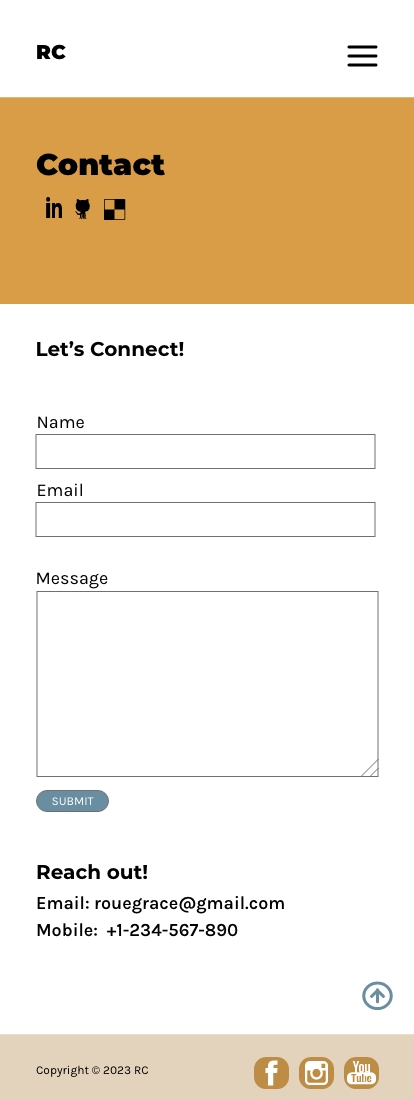 RC
Contact
in
Let’s Connect!
Name
Email
Message
SUBMIT
Reach out!
Email: rouegrace@gmail.com
Mobile: +1-234-567-890
Copyright © 2023 RC
f
You
Tube